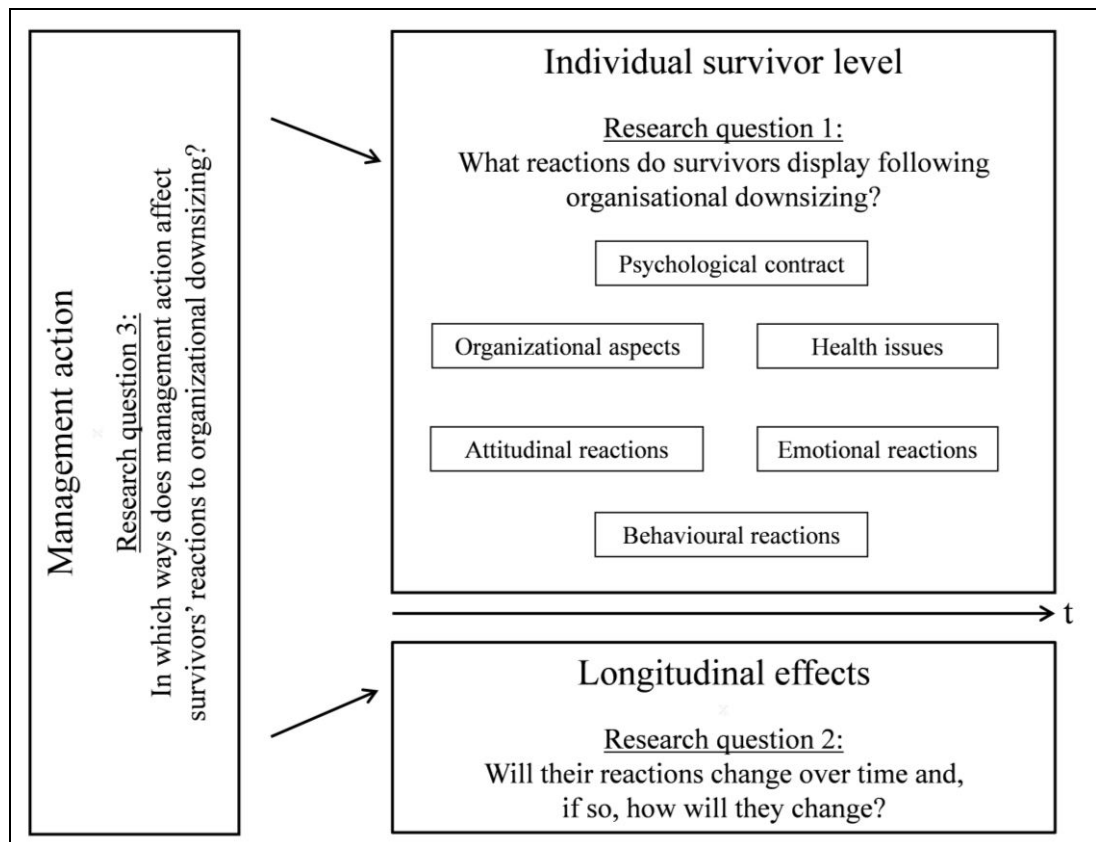 Management action
Research question 3:
In which ways does management action affect
survivors' reactions to organizational downsizing?
Individual survivor level
Research question 1:
What reactions do survivors display following
organisational downsizing?
Psychological contract
Organizational aspects
Health issues
Attitudinal reactions
Emotional reactions
Behavioural reactions
t
Longitudinal effects
Research question 2:
Will their reactions change over time and,
if so, how will they change?